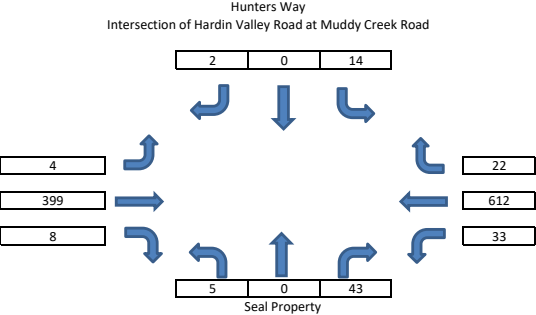 Hunters Way
Intersection of Hardin Valley Road at Muddy Creek Road
2 0 14
4 22
399 612
8 33
5 0 43
Seal Property